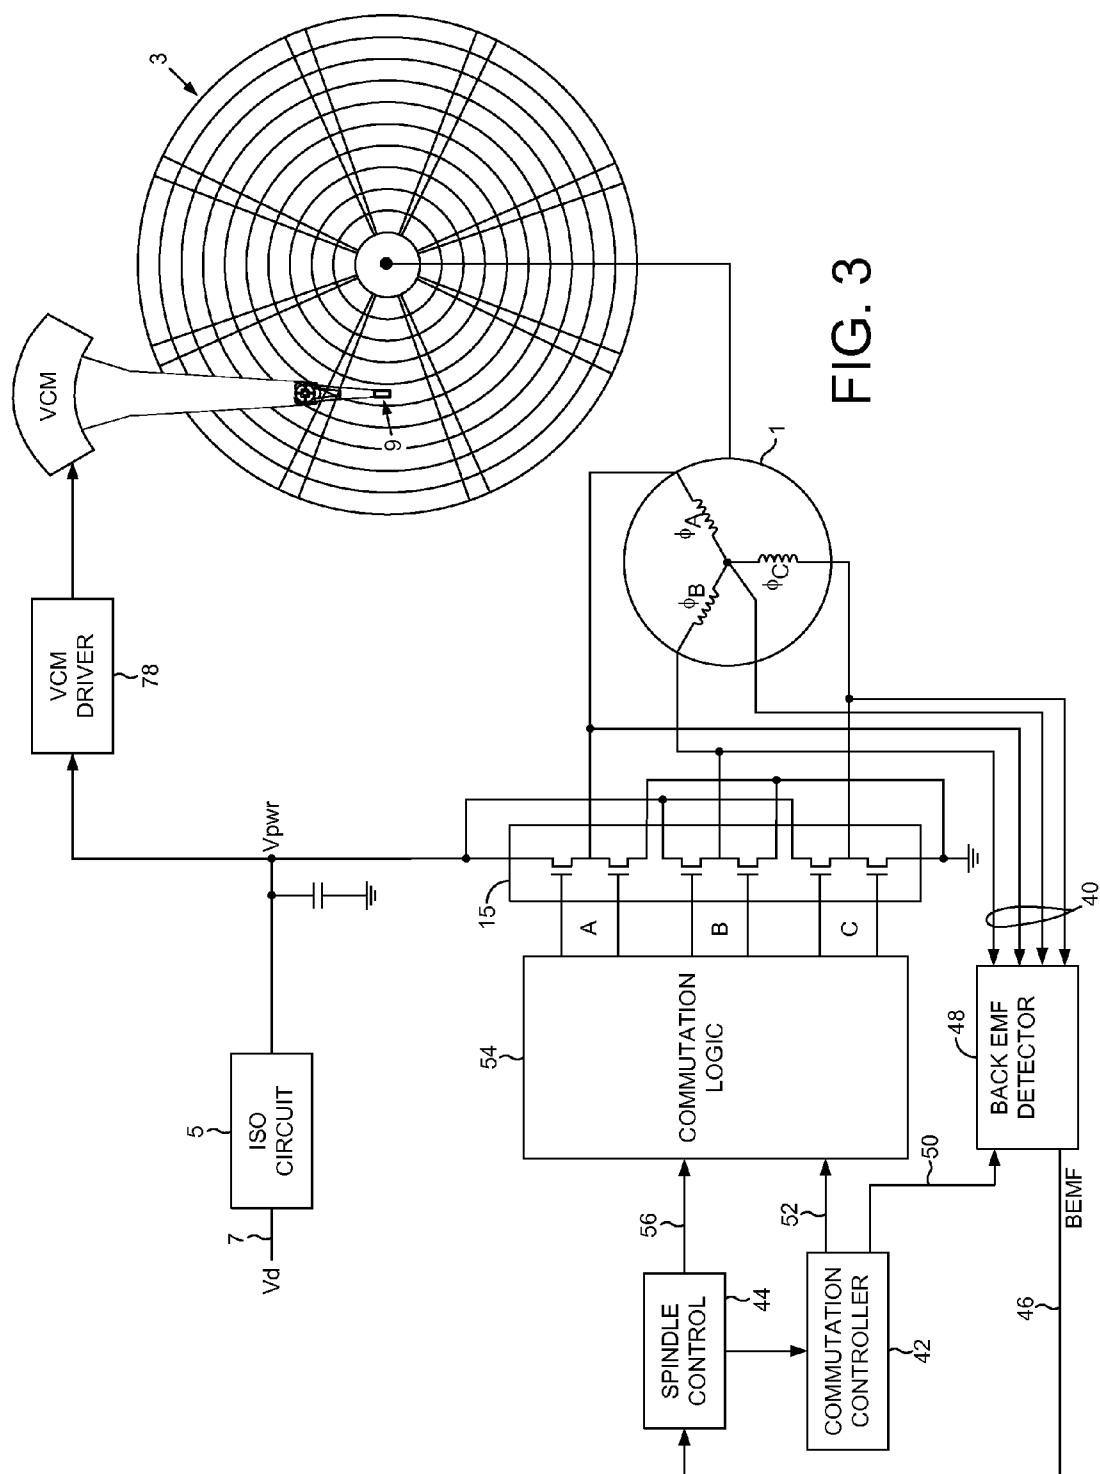 3
VCM
9
VCM
DRIVER
78
Vpwr
ISO
CIRCUIT
5
7
Vd
15
A
B
C
COMMUTATION
LOGIC
54
ϕA
ϕB
ϕC
1
40
BACK EMF
DETECTOR
48
50
BEMF
46
56
52
SPINDLE
CONTROL
44
COMMUTATION
CONTROLLER
42
FIG. 3